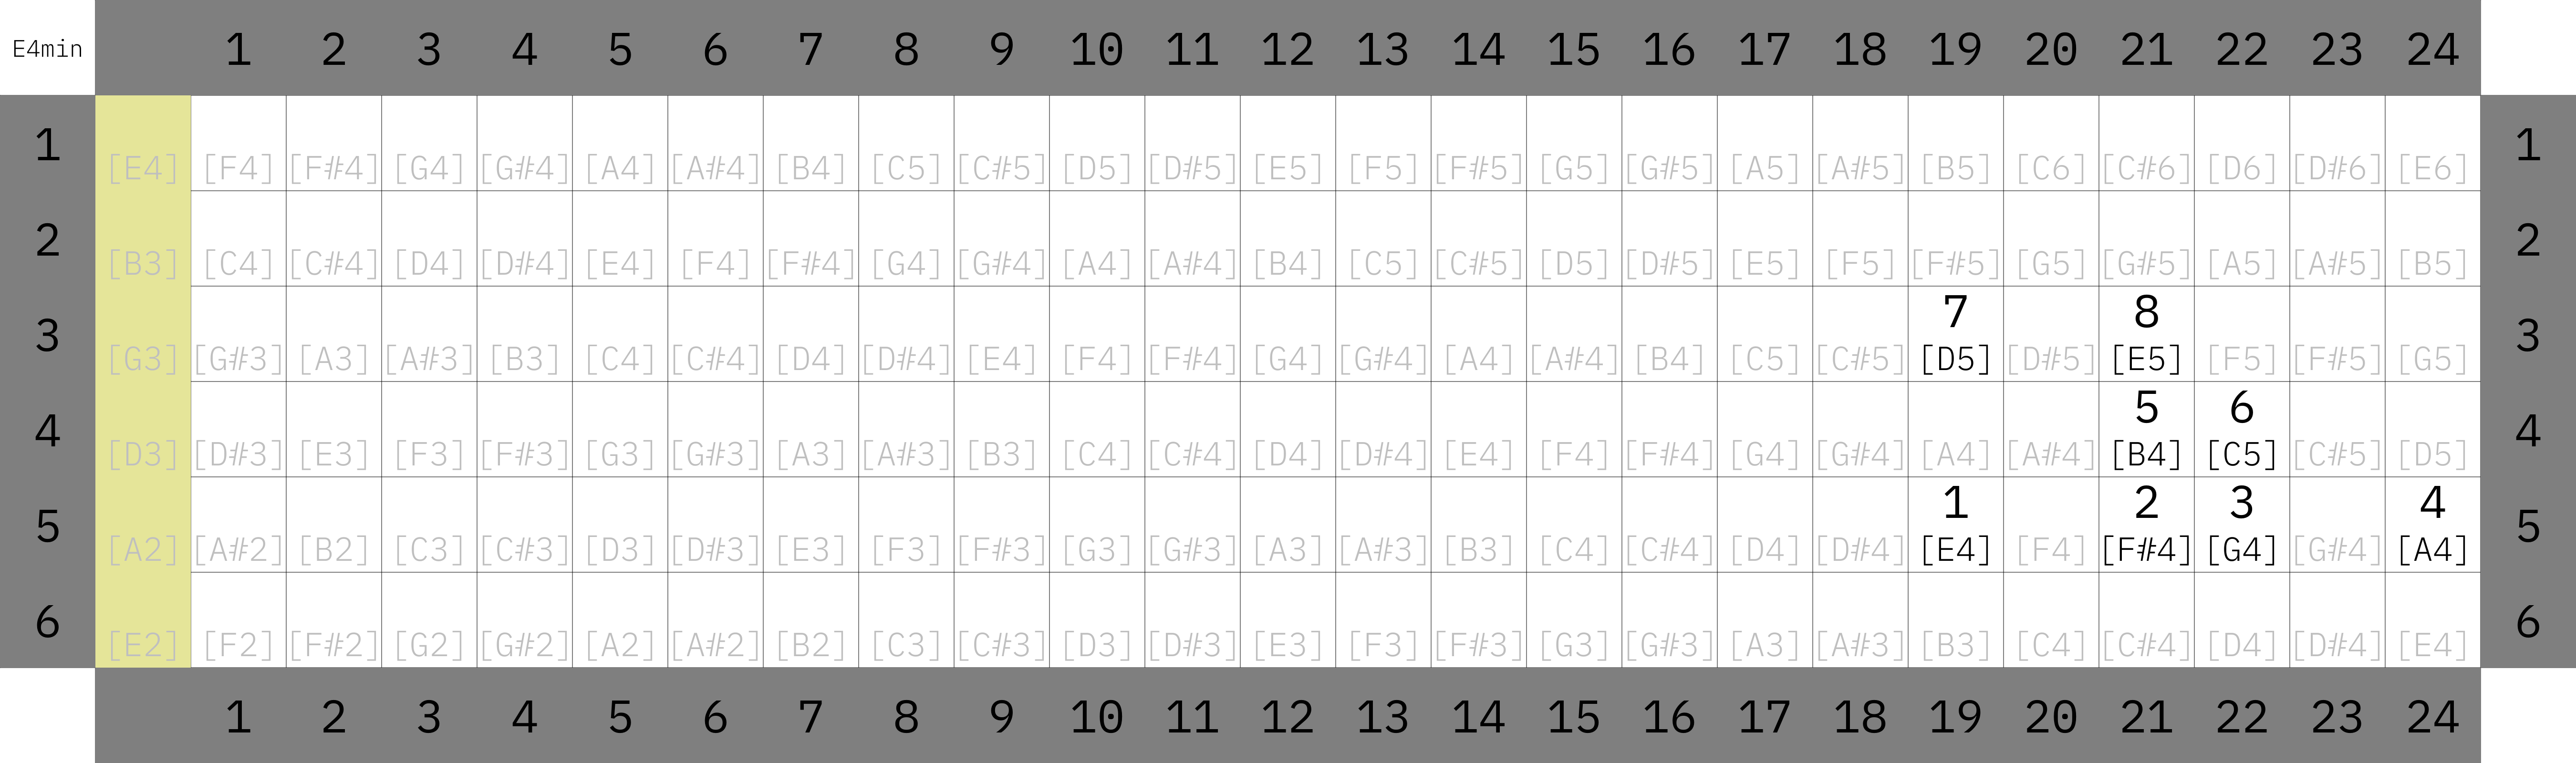 E4min 1 2 3 4 5 6 7 8 9 10 11 12 13 14 15 16 17 18 19 20 21 22 23 24
1 [E4] [F4] [F#4] [G4] [G#4] [A4] [A#4] [B4] [C5] [C#5] [D5] [D#5] [E5] [F5] [F#5] [G5] [G#5] [A5] [A#5] [B5] [C6] [C#6] [D6] [D#6] [E6] 1
2 [B3] [C4] [C#4] [D4] [D#4] [E4] [F4] [F#4] [G4] [G#4] [A4] [A#4] [B4] [C5] [C#5] [D5] [D#5] [E5] [F5] [F#5] [G5] [G#5] [A5] [A#5] [B5] 2
7 8
3 [G3] [G#3] [A3] [A#3] [B3] [C4] [C#4] [D4] [D#4] [E4] [F4] [F#4] [G4] [G#4] [A4] [A#4] [B4] [C5] [C#5] [D5] [D#5] [E5] [F5] [F#5] [G5] 3
5 6
4 [D3] [D#3] [E3] [F3] [F#3] [G3] [G#3] [A3] [A#3] [B3] [C4] [C#4] [D4] [D#4] [E4] [F4] [F#4] [G4] [G#4] [A4] [A#4] [B4] [C5] [C#5] [D5] 4
1 2 3 4
5 [A2] [A#2] [B2] [C3] [C#3] [D3] [D#3] [E3] [F3] [F#3] [G3] [G#3] [A3] [A#3] [B3] [C4] [C#4] [D4] [D#4] [E4] [F4] [F#4] [G4] [G#4] [A4] 5
6 [E2] [F2] [F#2] [G2] [G#2] [A2] [A#2] [B2] [C3] [C#3] [D3] [D#3] [E3] [F3] [F#3] [G3] [G#3] [A3] [A#3] [B3] [C4] [C#4] [D4] [D#4] [E4] 6
1 2 3 4 5 6 7 8 9 10 11 12 13 14 15 16 17 18 19 20 21 22 23 24